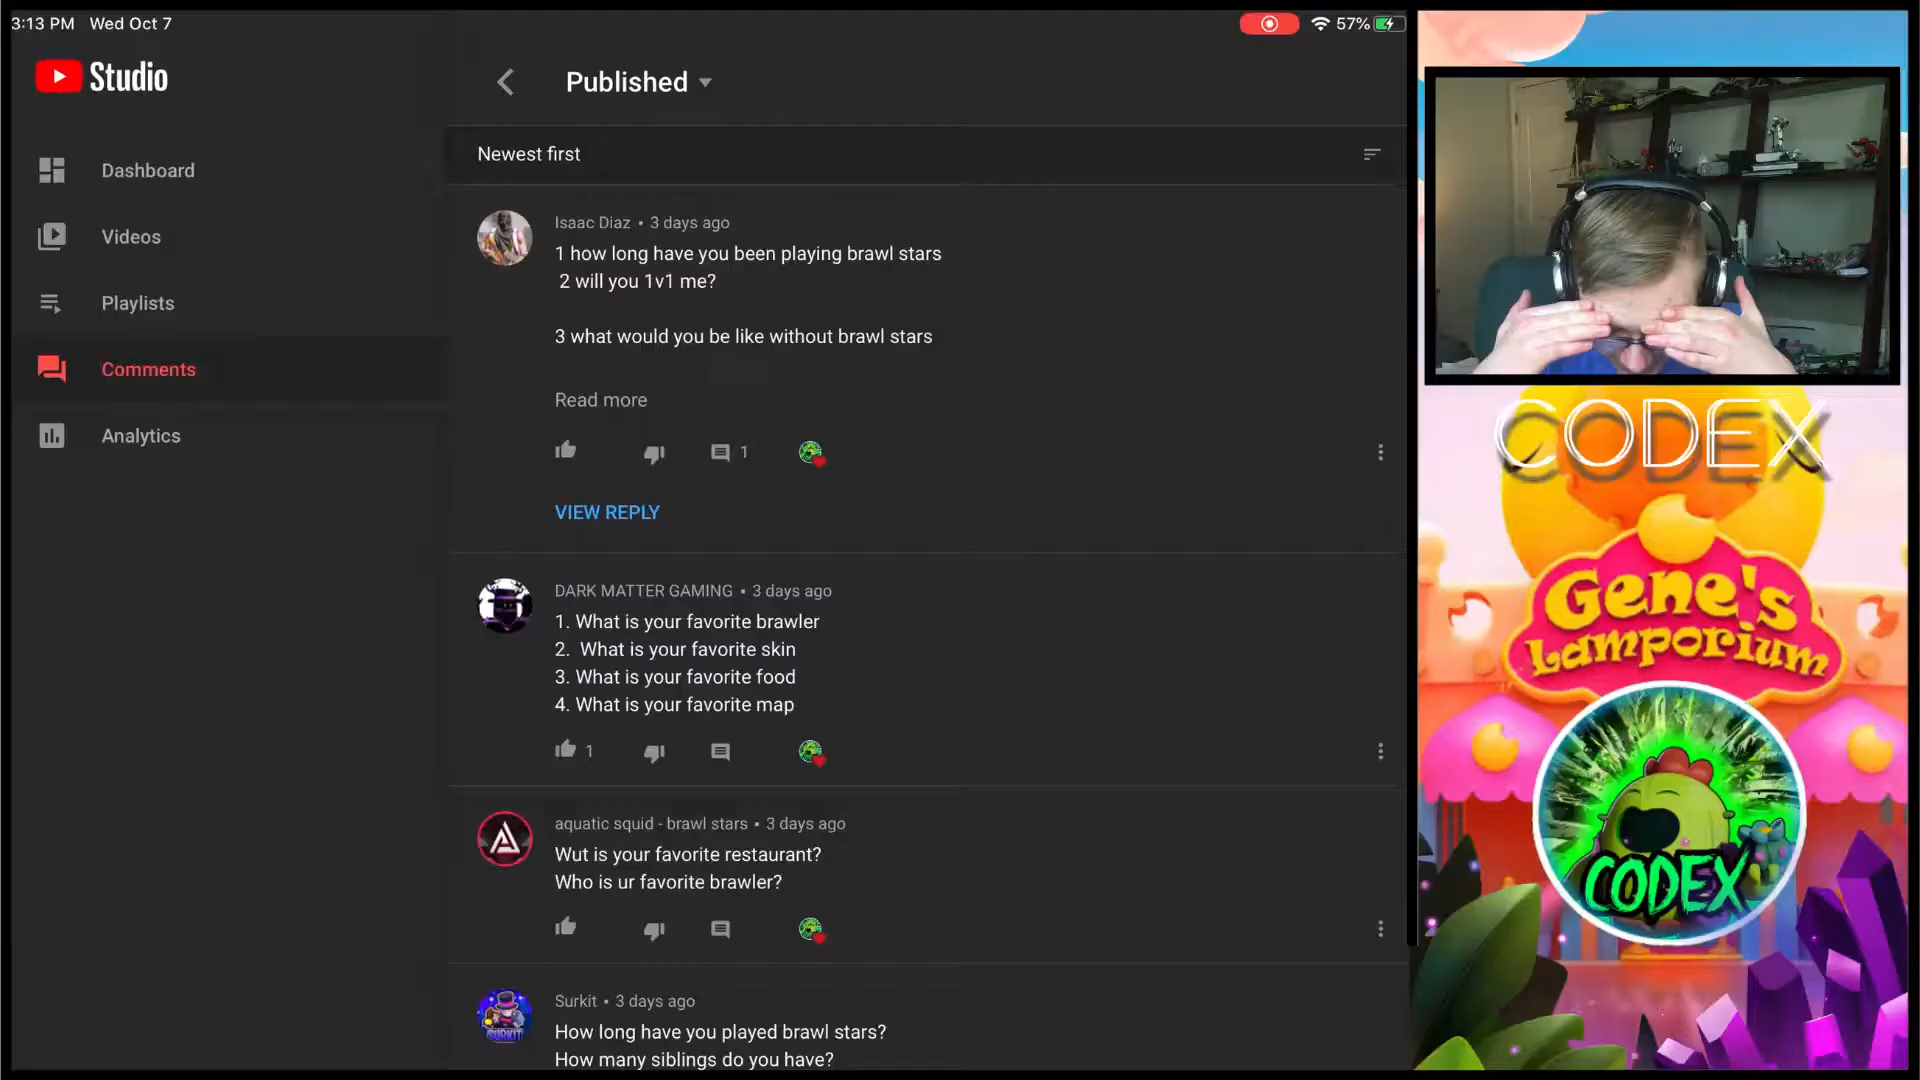 3:13 PM Wed Oct 7
57%
Studio
Dashboard
Videos
Playlists
Comments
Analytics
Published
Newest first
Isaac Diaz • 3 days ago
1 how long have you been playing brawl stars
2 will you 1v1 me?
3 what would you be like without brawl stars
Read more
1
VIEW REPLY
DARK MATTER GAMING • 3 days ago
1. What is your favorite brawler
2. What is your favorite skin
3. What is your favorite food
4. What is your favorite map
1
aquatic squid - brawl stars • 3 days ago
Wut is your favorite restaurant?
Who is ur favorite brawler?
SURKIT
Surkit • 3 days ago
How long have you played brawl stars?
How many siblings do you have?
CODEX
Gene's
Lamporium
CODEX